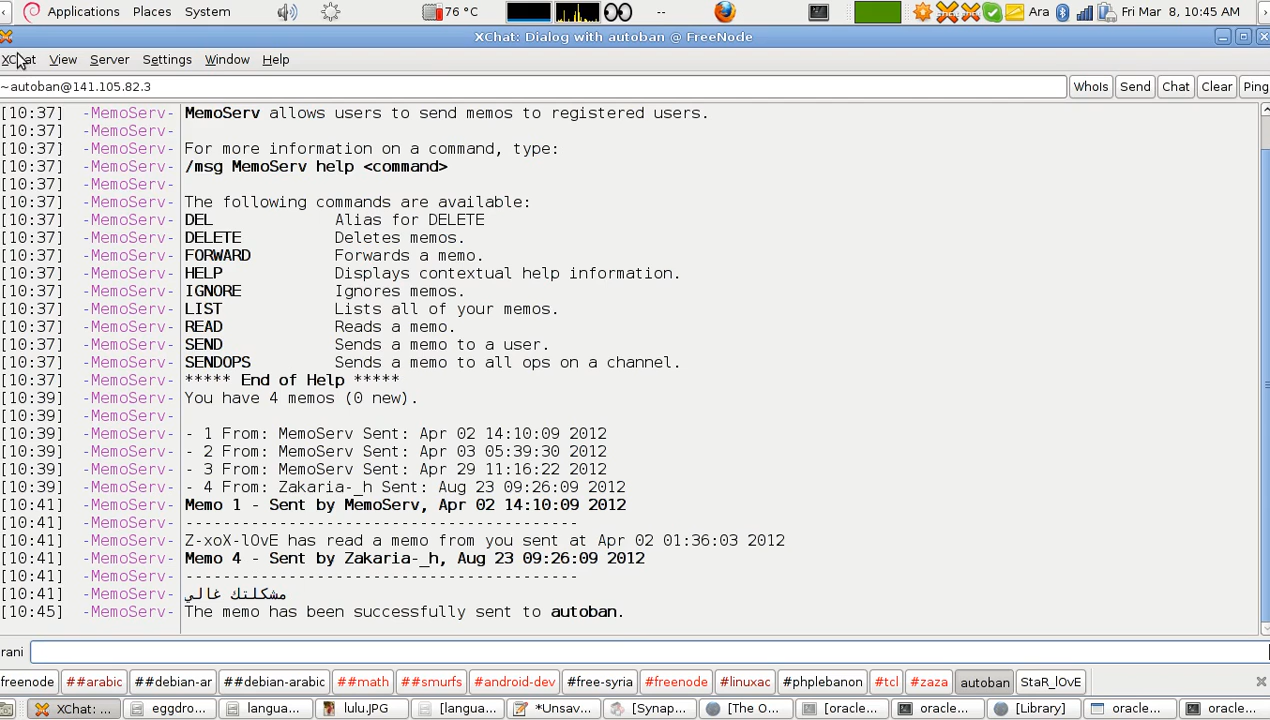 Applications Places System 76 °C -- Ara Fri Mar 8, 10:45 AM
XChat: Dialog with autoban @ FreeNode
XChat View Server Settings Window Help
~autoban@141.105.82.3 WhoIs Send Chat Clear Ping
[10:37] -MemoServ- MemoServ allows users to send memos to registered users.
[10:37] -MemoServ-
[10:37] -MemoServ- For more information on a command, type:
[10:37] -MemoServ- /msg MemoServ help <command>
[10:37] -MemoServ-
[10:37] -MemoServ- The following commands are available:
[10:37] -MemoServ- DEL Alias for DELETE
[10:37] -MemoServ- DELETE Deletes memos.
[10:37] -MemoServ- FORWARD Forwards a memo.
[10:37] -MemoServ- HELP Displays contextual help information.
[10:37] -MemoServ- IGNORE Ignores memos.
[10:37] -MemoServ- LIST Lists all of your memos.
[10:37] -MemoServ- READ Reads a memo.
[10:37] -MemoServ- SEND Sends a memo to a user.
[10:37] -MemoServ- SENDOPS Sends a memo to all ops on a channel.
[10:37] -MemoServ- ***** End of Help *****
[10:39] -MemoServ- You have 4 memos (0 new).
[10:39] -MemoServ-
[10:39] -MemoServ- - 1 From: MemoServ Sent: Apr 02 14:10:09 2012
[10:39] -MemoServ- - 2 From: MemoServ Sent: Apr 03 05:39:30 2012
[10:39] -MemoServ- - 3 From: MemoServ Sent: Apr 29 11:16:22 2012
[10:39] -MemoServ- - 4 From: Zakaria-_h Sent: Aug 23 09:26:09 2012
[10:41] -MemoServ- Memo 1 - Sent by MemoServ, Apr 02 14:10:09 2012
[10:41] -MemoServ- ------------------------------------------
[10:41] -MemoServ- Z-xoX-lOvE has read a memo from you sent at Apr 02 01:36:03 2012
[10:41] -MemoServ- Memo 4 - Sent by Zakaria-_h, Aug 23 09:26:09 2012
[10:41] -MemoServ- ------------------------------------------
[10:41] -MemoServ- مشكلتك غالي
[10:45] -MemoServ- The memo has been successfully sent to autoban.
rani
freenode ##arabic ##debian-ar ##debian-arabic ##math ##smurfs #android-dev #free-syria #freenode #linuxac #phplebanon #tcl #zaza autoban StaR_lOvE
XChat: ... eggdro... langua... lulu.JPG [langua... *Unsav... [Synap... [The O... [oracle... oracle... [Library] oracle... oracle...